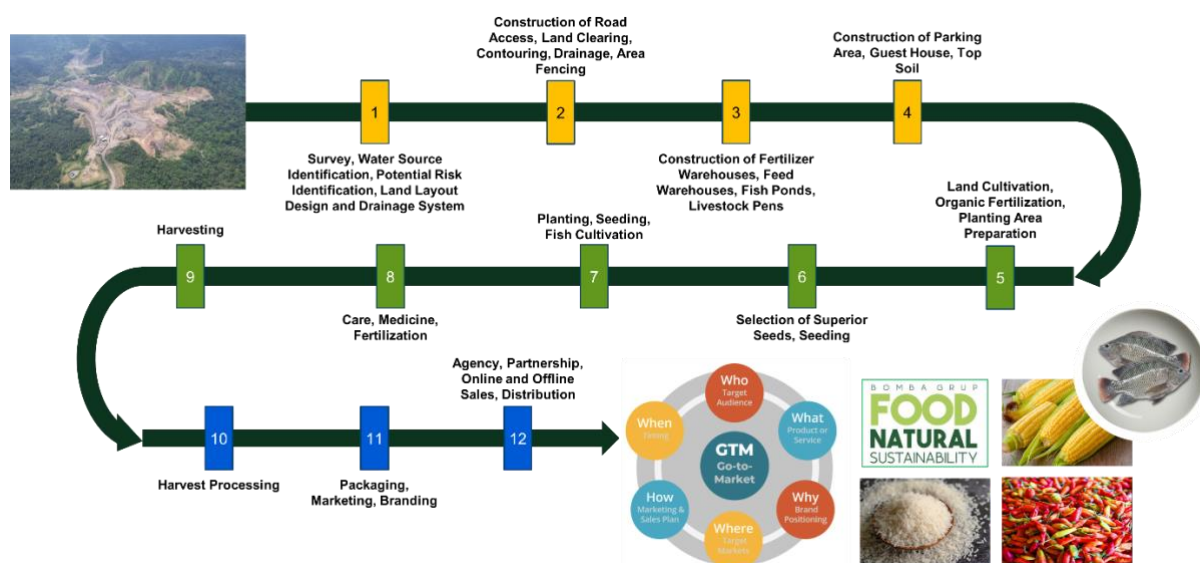 Construction of Road
Access, Land Clearing,
Contouring, Drainage, Area
Fencing
Construction of Parking
Area, Guest House, Top
Soil
1
2
3
4
Survey, Water Source
Identification, Potential Risk
Identification, Land Layout
Design and Drainage System
Construction of Fertilizer
Warehouses, Feed
Warehouses, Fish Ponds,
Livestock Pens
Land Cultivation,
Organic Fertilization,
Planting Area
Preparation
Planting, Seeding,
Fish Cultivation
Harvesting
5
6
7
8
9
Selection of Superior
Seeds, Seeding
Care, Medicine,
Fertilization
Agency, Partnership,
Online and Offline
Sales, Distribution
10
11
12
Harvest Processing
Packaging,
Marketing, Branding
Who
Target
Audience
What
Product or
Service
Why
Brand
Positioning
Where
Target
Markets
How
Marketing &
Sales Plan
When
Timing
GTM
Go-to-
Market
BOMBA GRUP
FOOD
NATURAL
SUSTAINABILITY